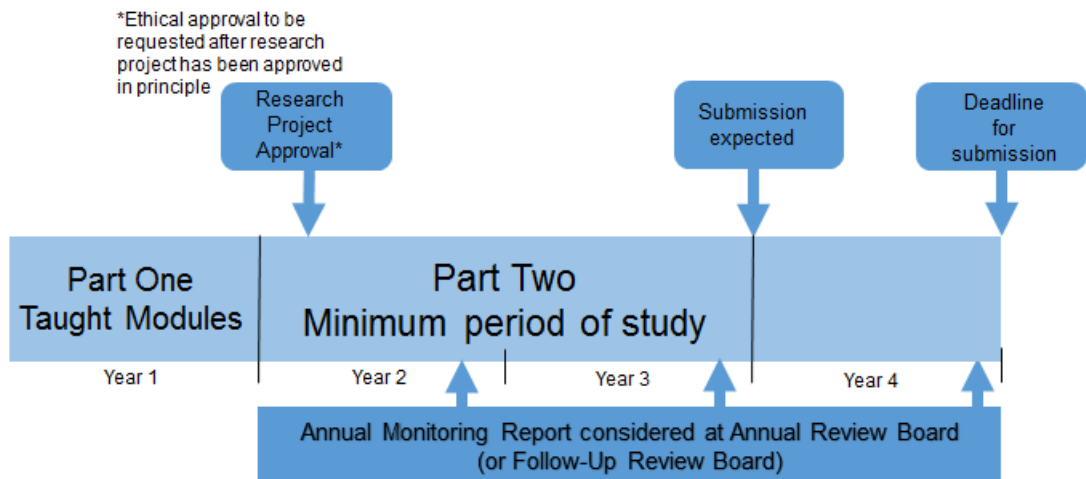 *Ethical approval to be
requested after research
project has been approved
in principle
Research
Project
Approval*
Submission
expected
Deadline
for
submission
Part One
Taught Modules
Part Two
Minimum period of study
Year 1
Year 2
Year 3
Year 4
Annual Monitoring Report considered at Annual Review Board
(or Follow-Up Review Board)